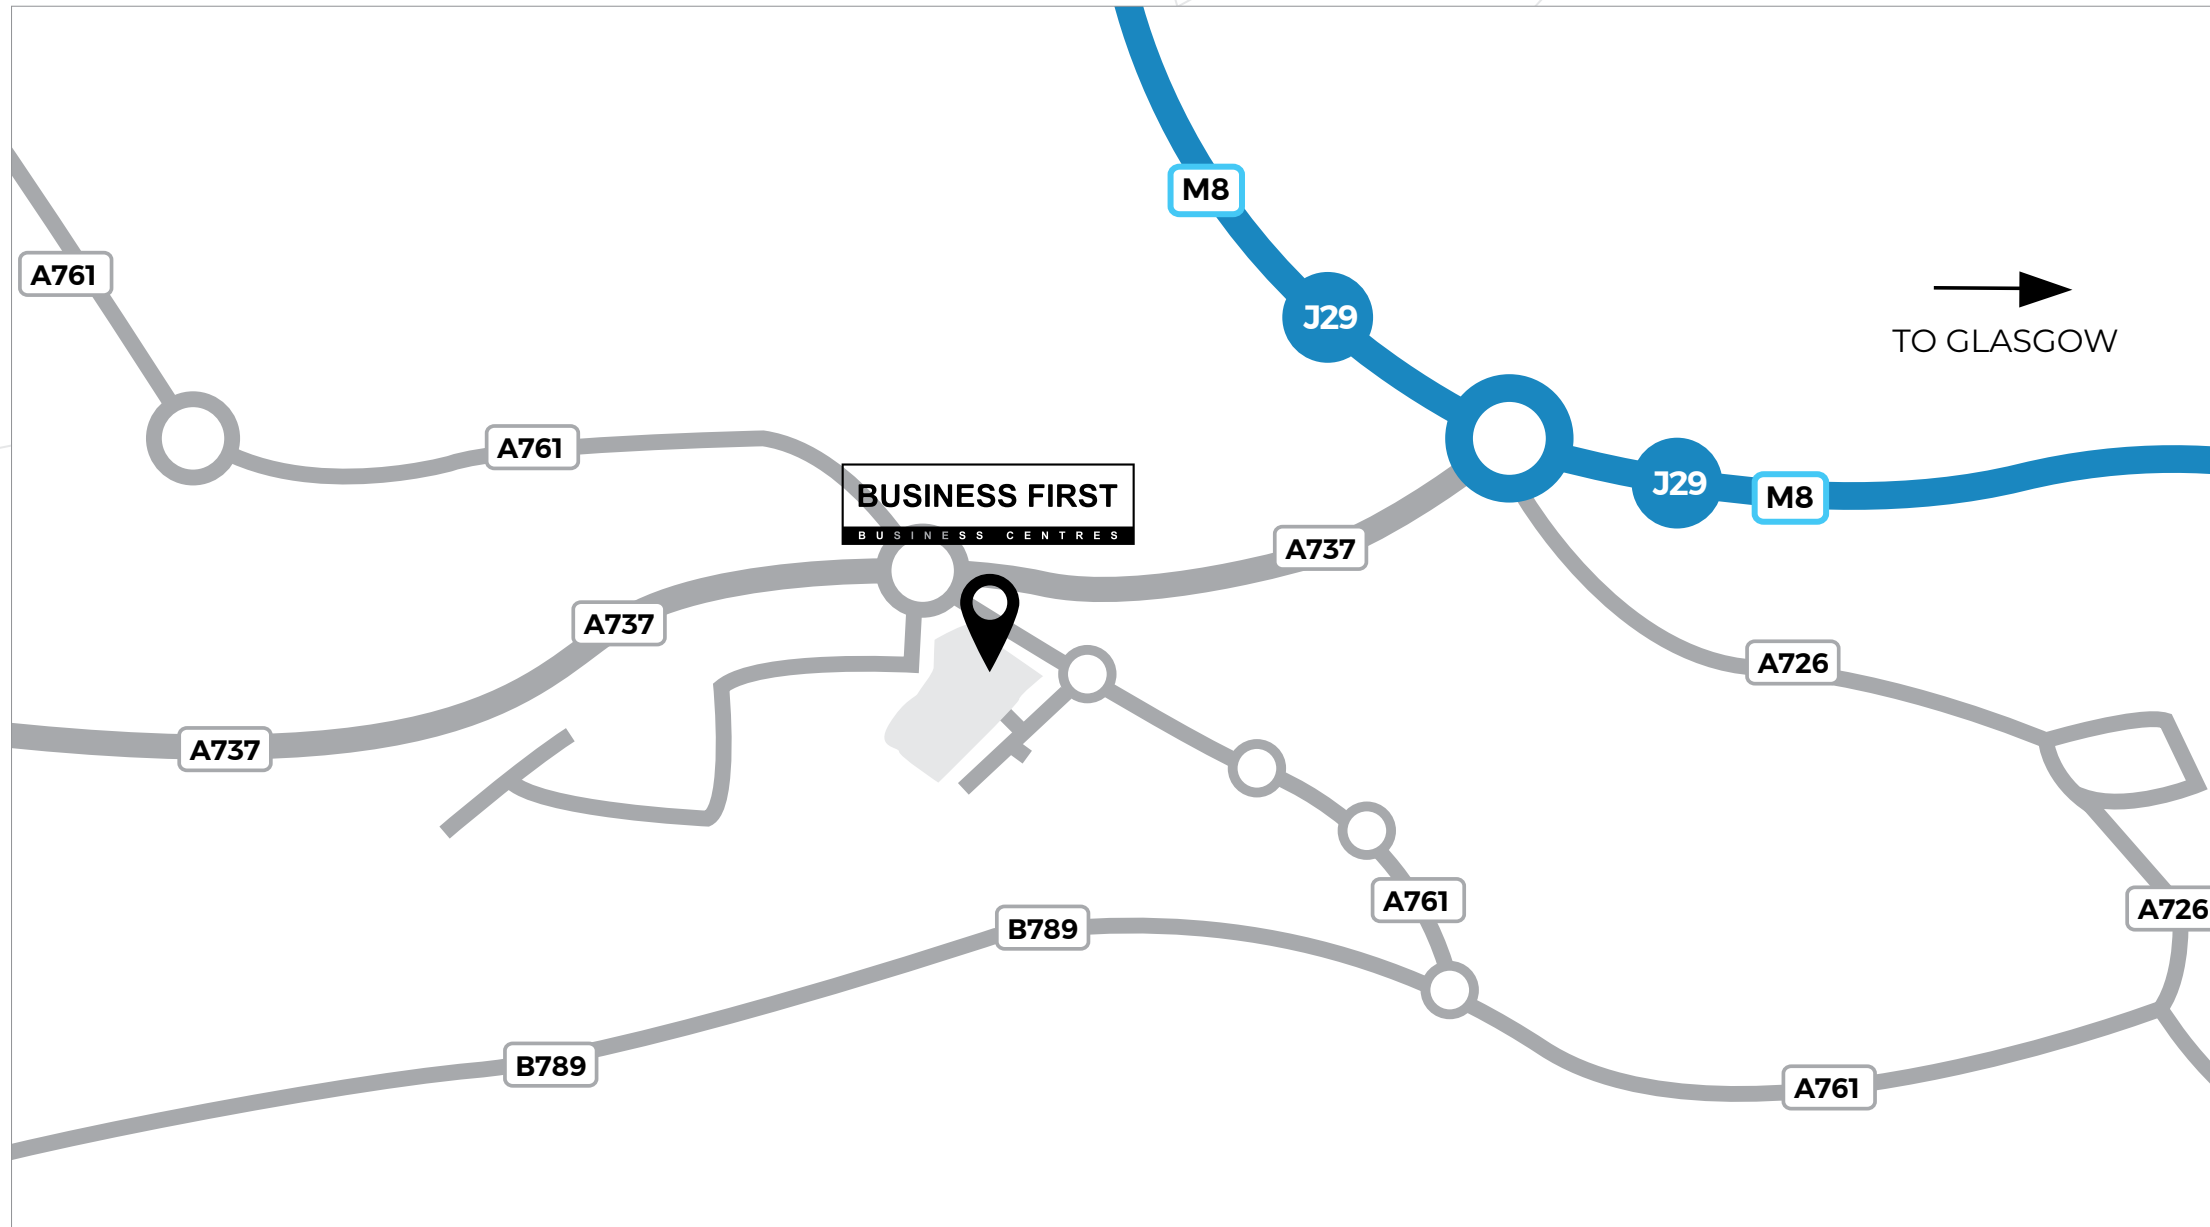 M8
A761
J29
TO GLASGOW
A761
BUSINESS FIRST
BUSINESS CENTRES
J29
M8
A737
A737
A726
A737
A761
A726
B789
B789
A761